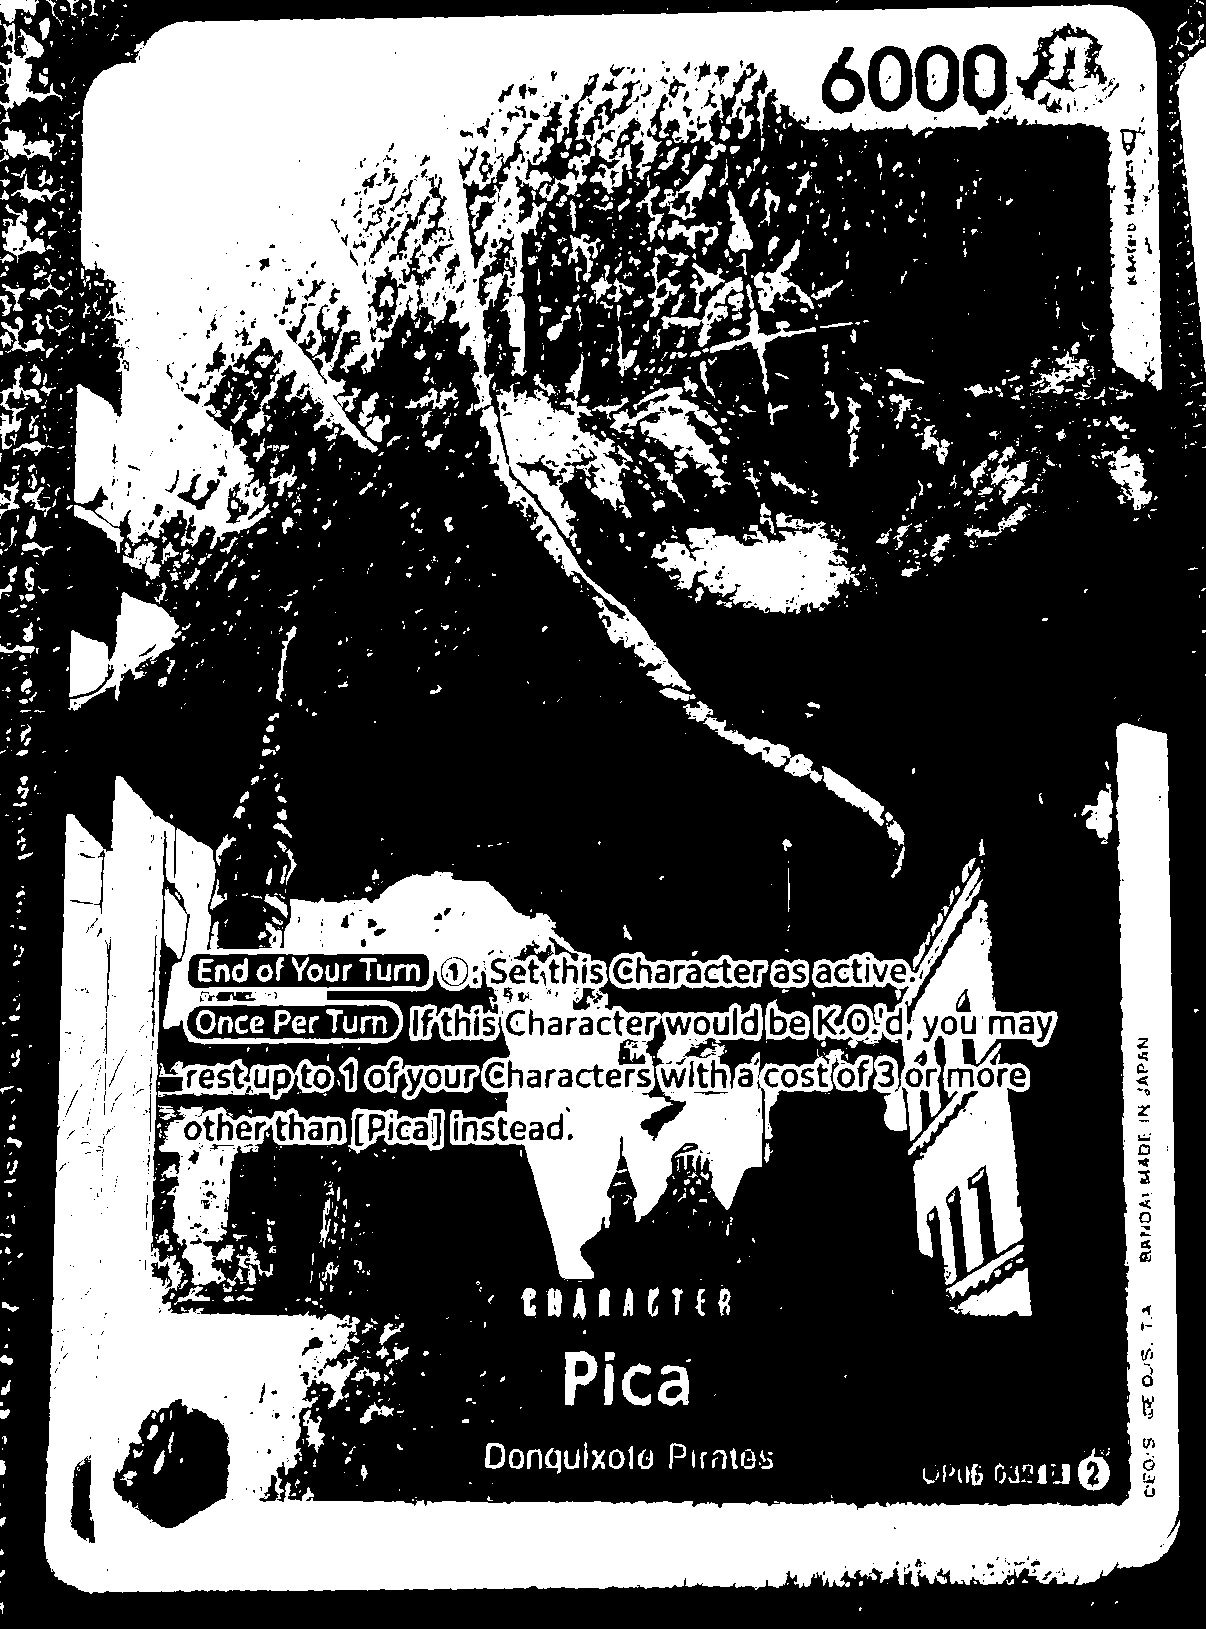 6000
End of Your Turn ①: Set this Character as active.
Once Per Turn If this Character would be K.O.'d, you may
rest up to 1 of your Characters with a cost of 3 or more
other than [Pica] instead.
CHARACTER
Pica
Donquixote Pirates
2
BANDAI MADE IN JAPAN